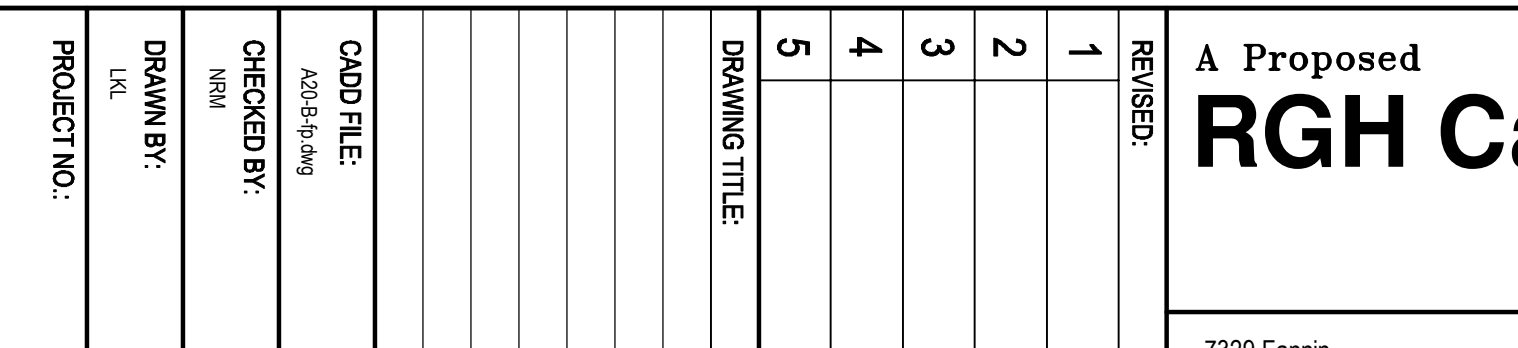 A Proposed
RGH
REVISED:
1
2
3
4
5
DRAWING TITLE:
CADD FILE:
A20-B-fp.dwg
CHECKED BY:
NRM
DRAWN BY:
LKL
PROJECT NO.: